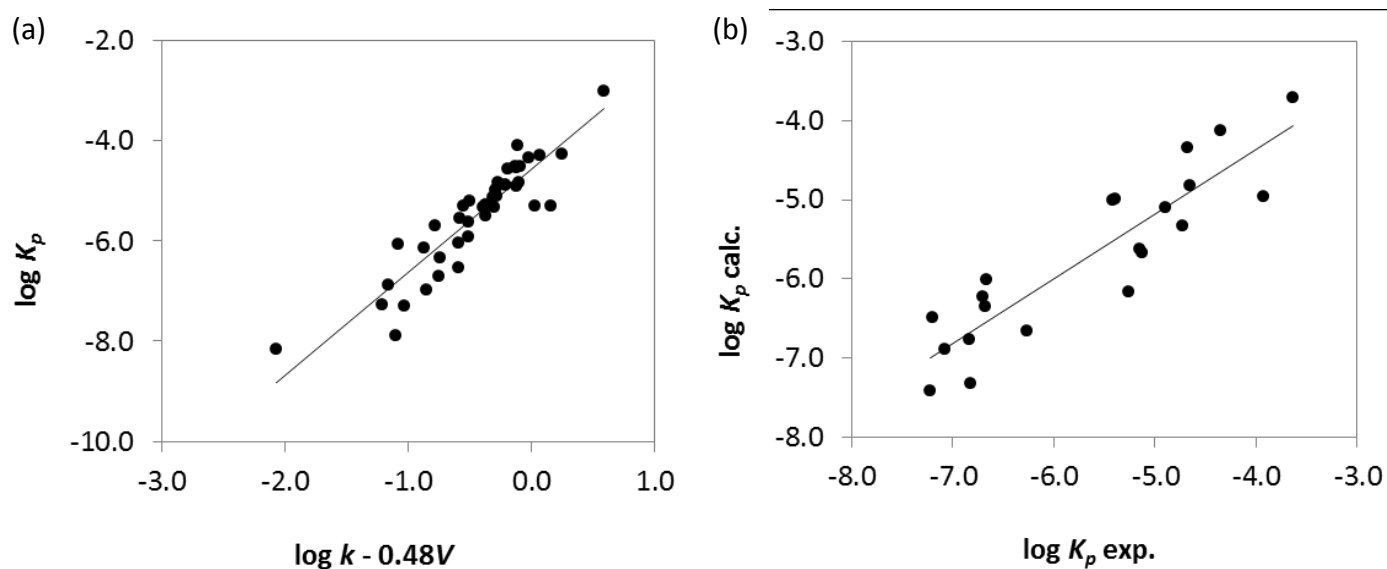 (a)
-2.0
-4.0
-6.0
-8.0
-10.0
log Kp
-3.0 -2.0 -1.0 0.0 1.0
log k - 0.48V
(b)
-3.0
-4.0
-5.0
-6.0
-7.0
-8.0
log Kp calc.
-8.0 -7.0 -6.0 -5.0 -4.0 -3.0
log Kp exp.